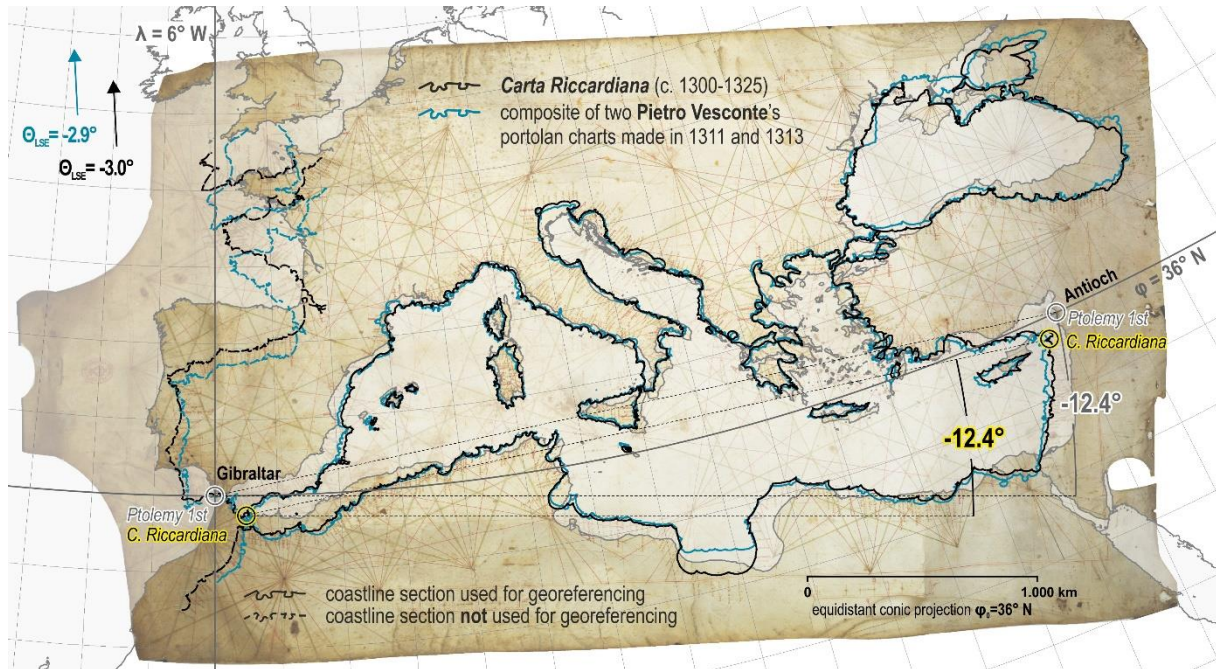 λ = 6° W
Θ LSE = -2.9°
Θ LSE = -3.0°
Carta Riccardiana (c. 1300-1325)
composite of two Pietro Vesconte's
portolan charts made in 1311 and 1313
Antioch
φ = 36° N
Ptolemy 1st
C. Riccardiana
-12.4°
-12.4°
Gibraltar
Ptolemy 1st
C. Riccardiana
coastline section used for georeferencing
coastline section not used for georeferencing
0 1.000 km
equidistant conic projection φ₀=36° N